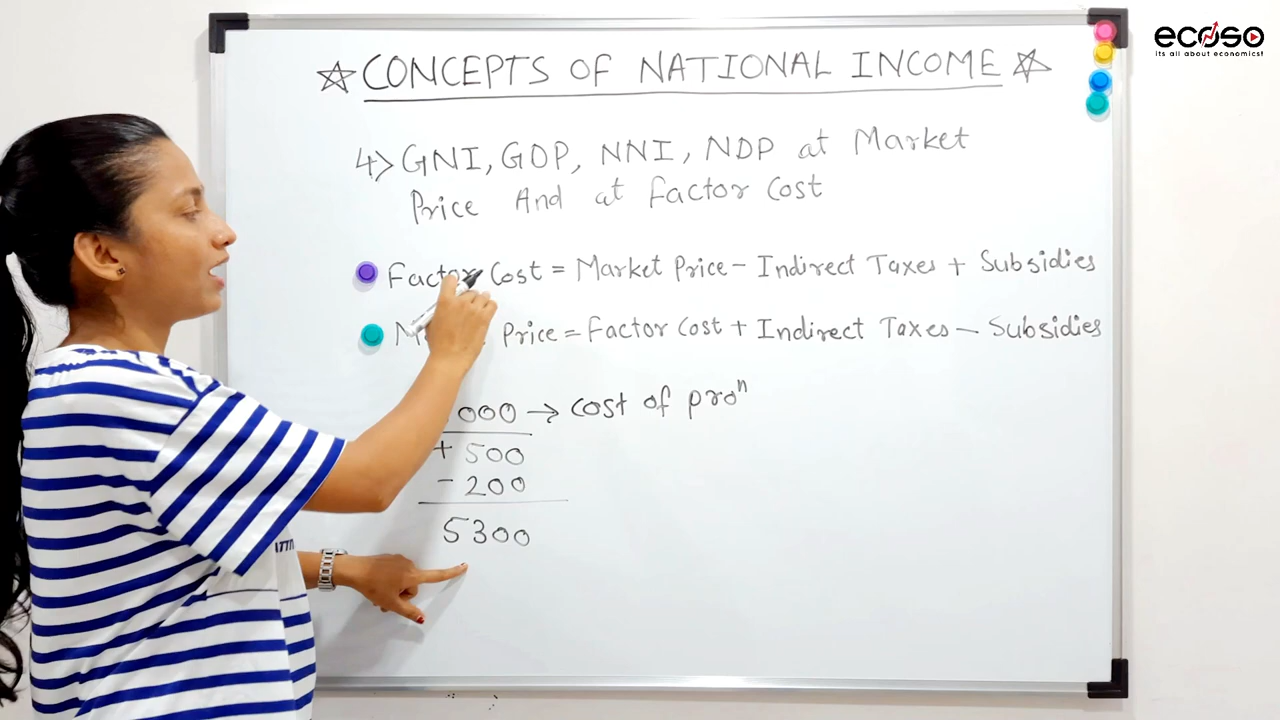 ecoso
its all about economics!
☆ CONCEPTS OF NATIONAL INCOME ☆
4> GNI, GDP, NNI, NDP at Market
Price And at Factor Cost
Factor Cost = Market Price - Indirect Taxes + Subsidies
Price = Factor Cost + Indirect Taxes - Subsidies
000 → Cost of proⁿ
+ 500
- 200
5300